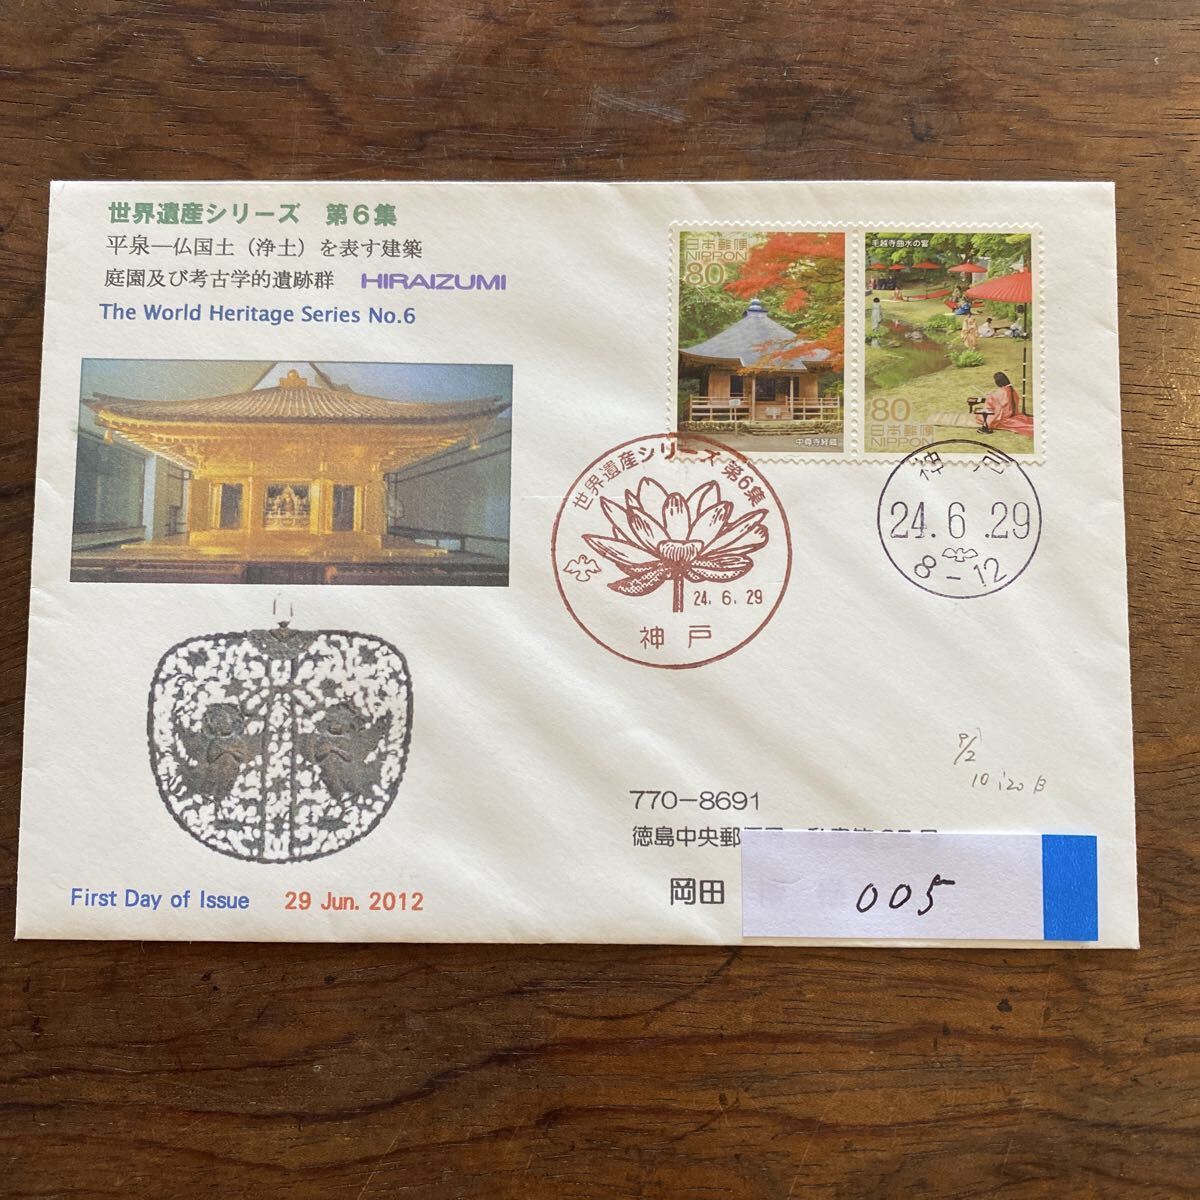 世界遺産シリーズ 第6集
平泉―仏国土（浄土）を表す建築
庭園及び考古学的遺跡群 HIRAIZUMI
The World Heritage Series No.6
日本郵便
NIPPON
80
中尊寺経蔵
毛越寺曲水の宴
80
日本郵便
NIPPON
世界遺産シリーズ 第6集
24.6.29
神戸
神
24.6.29
8-12
770-8691
徳島中央郵
岡田
005
First Day of Issue 29 Jun. 2012